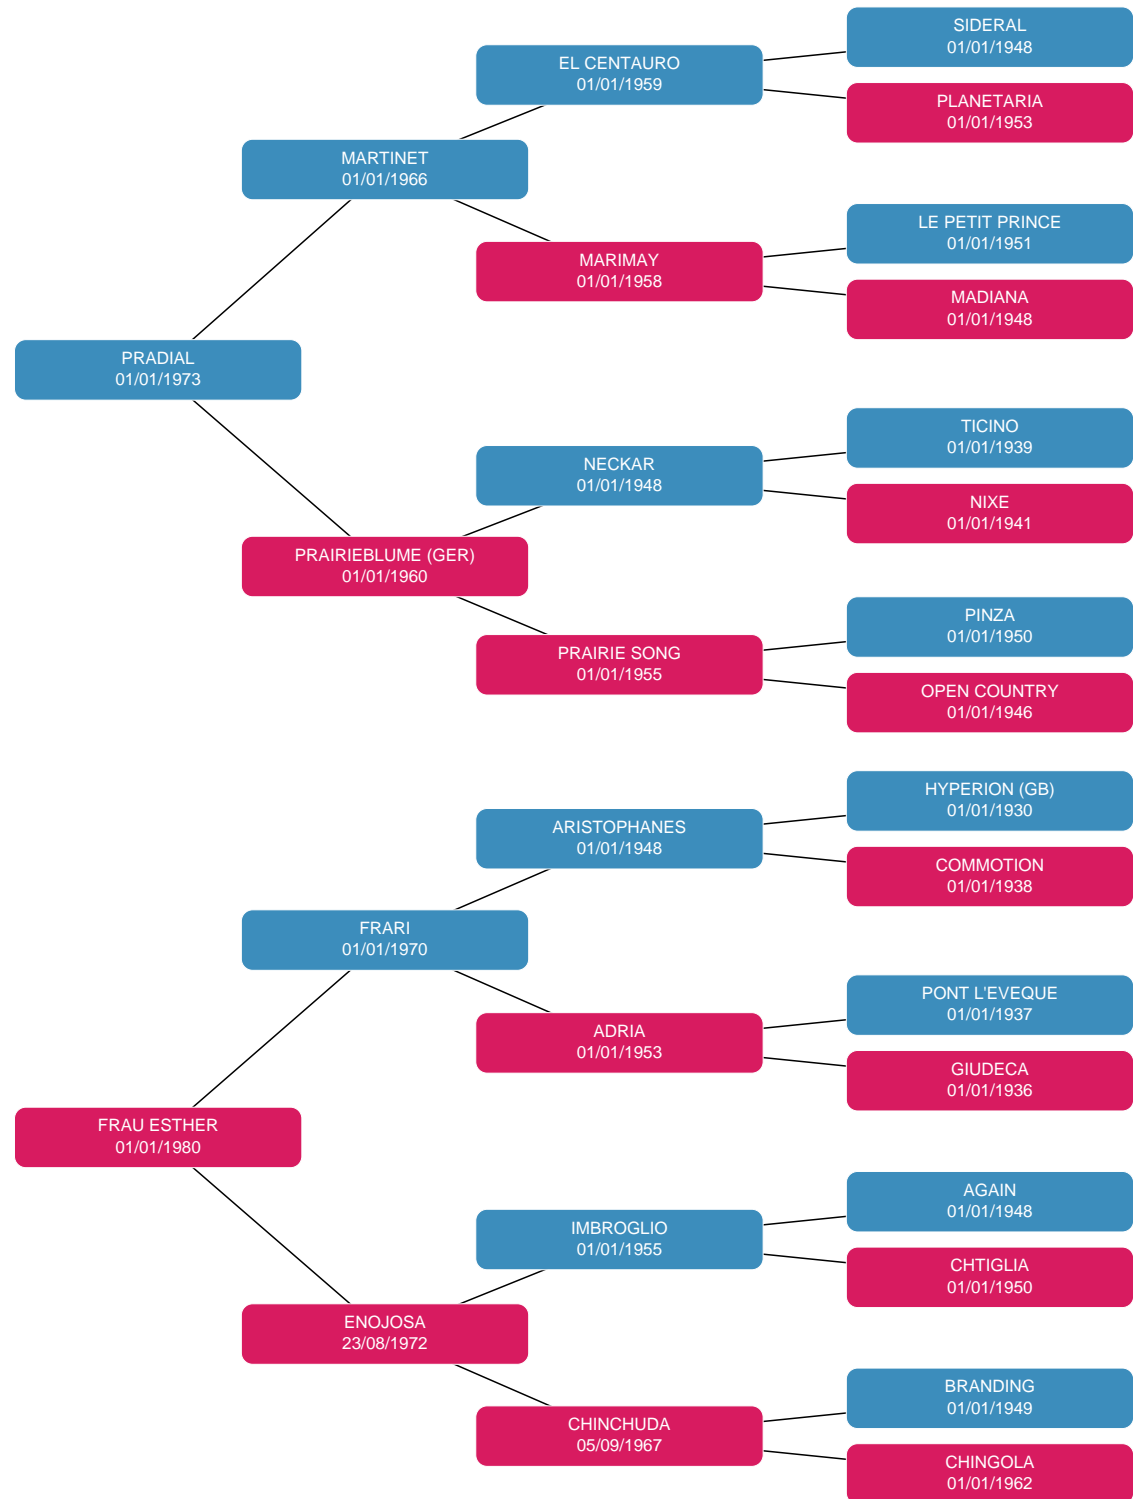 SIDERAL
01/01/1948
EL CENTAURO
01/01/1959
PLANETARIA
01/01/1953
MARTINET
01/01/1966
LE PETIT PRINCE
01/01/1951
MARIMAY
01/01/1958
MADIANA
01/01/1948
PRADIAL
01/01/1973
TICINO
01/01/1939
NECKAR
01/01/1948
NIXE
01/01/1941
PRAIRIEBLUME (GER)
01/01/1960
PINZA
01/01/1950
PRAIRIE SONG
01/01/1955
OPEN COUNTRY
01/01/1946
HYPERION (GB)
01/01/1930
ARISTOPHANES
01/01/1948
COMMOTION
01/01/1938
FRARI
01/01/1970
PONT L'EVEQUE
01/01/1937
ADRIA
01/01/1953
GIUDECA
01/01/1936
FRAU ESTHER
01/01/1980
AGAIN
01/01/1948
IMBROGLIO
01/01/1955
CHTIGLIA
01/01/1950
ENOJOSA
23/08/1972
BRANDING
01/01/1949
CHINCHUDA
05/09/1967
CHINGOLA
01/01/1962